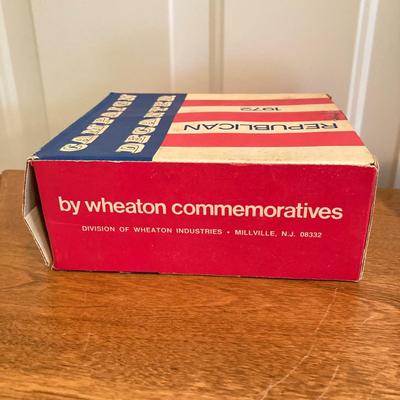 CAMPAIGN
DECANTER
REPUBLICAN
1972
by wheaton commemoratives
DIVISION OF WHEATON INDUSTRIES • MILLVILLE, N.J. 08332